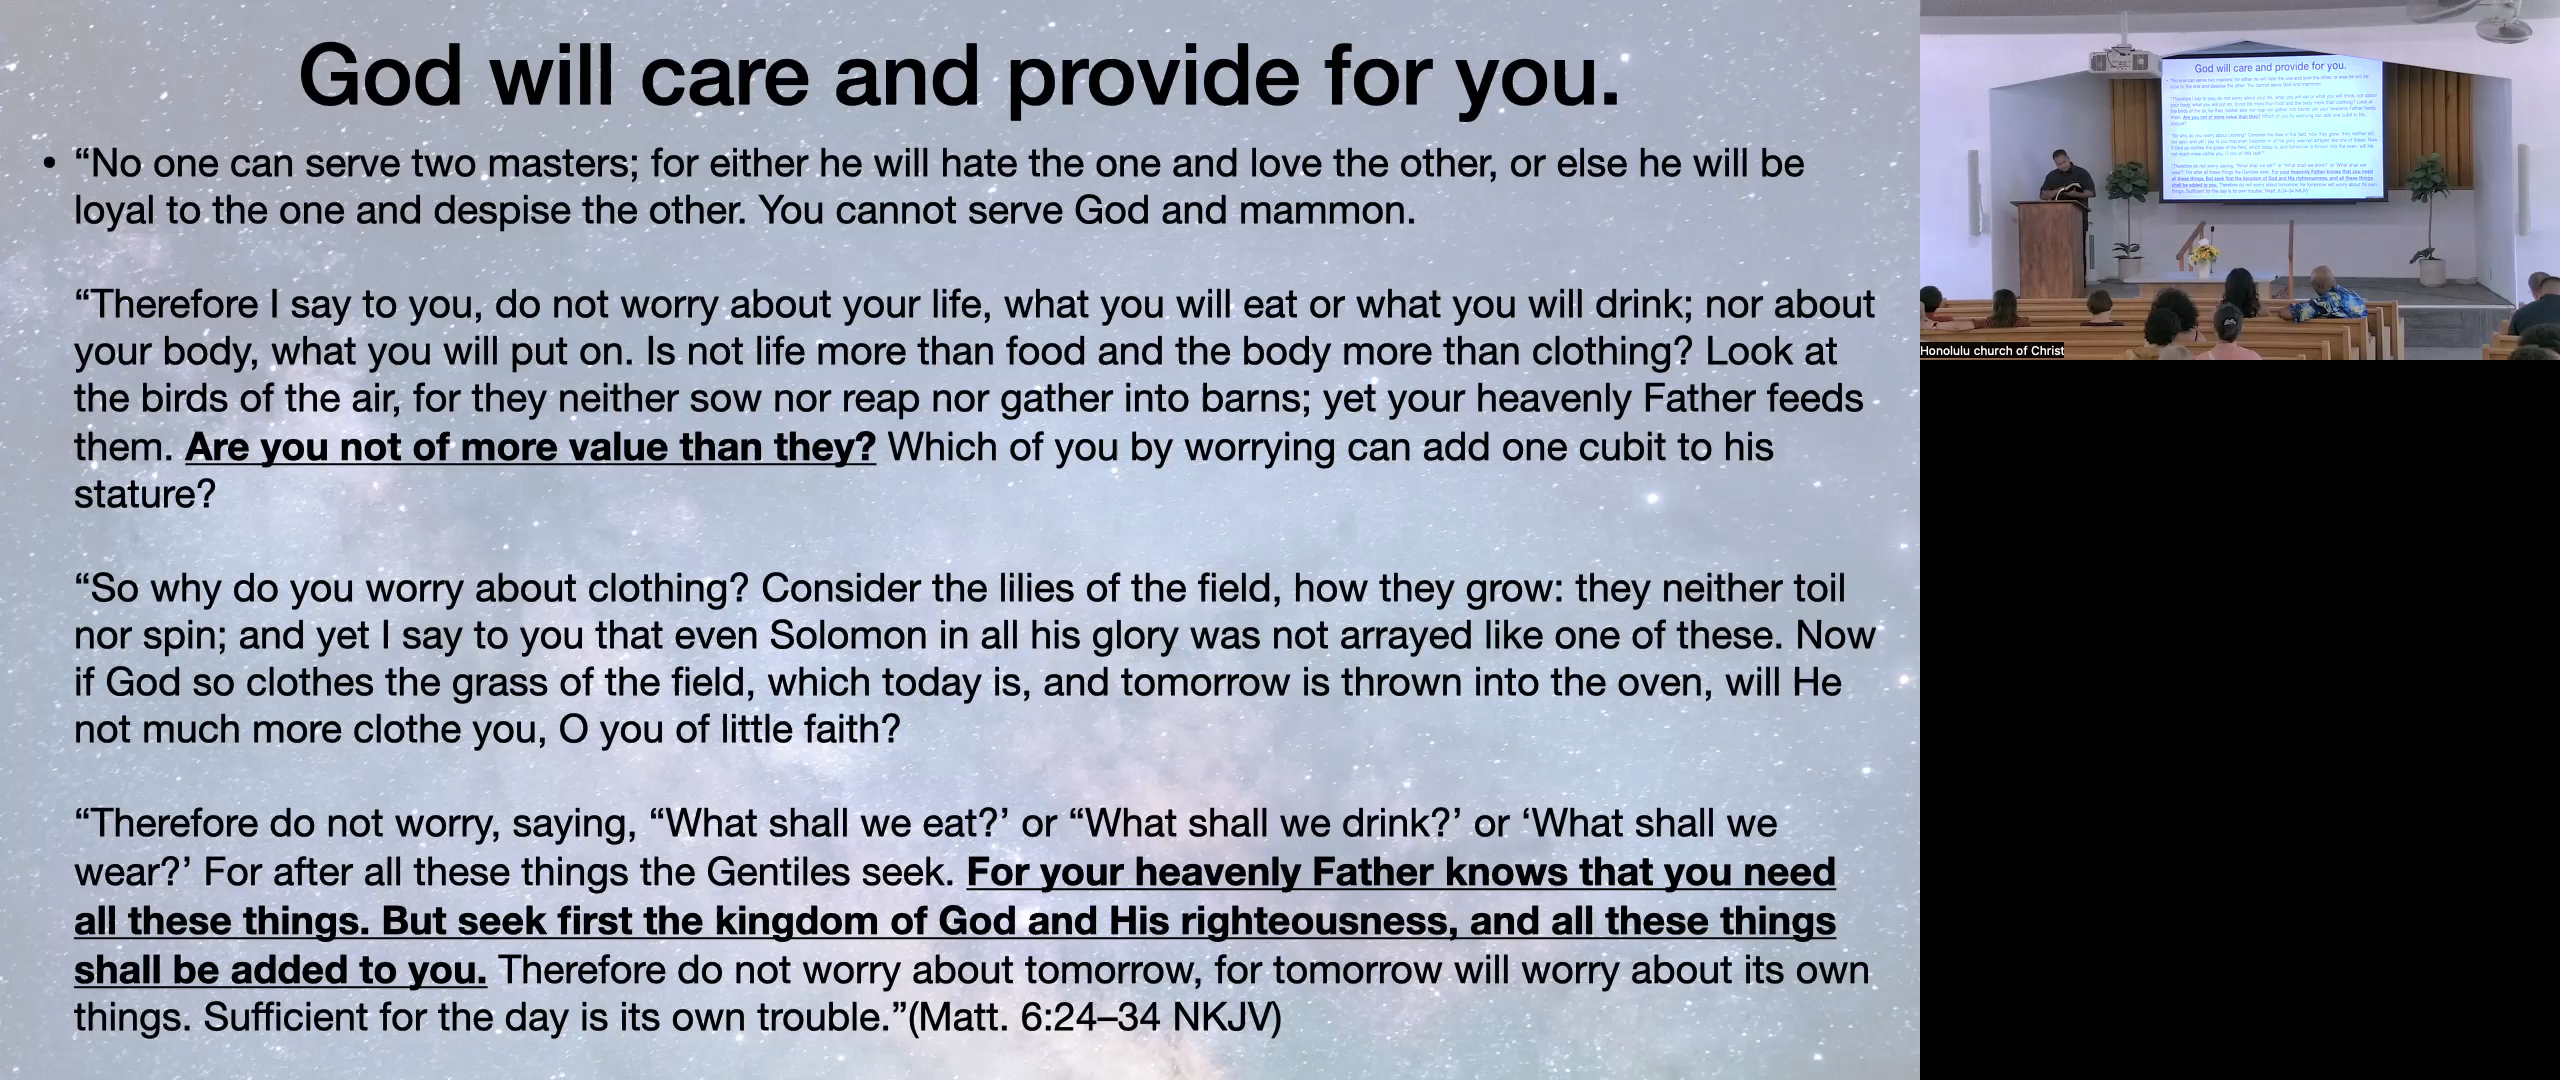 God will care and provide for you.
• “No one can serve two masters; for either he will hate the one and love the other, or else he will be
loyal to the one and despise the other. You cannot serve God and mammon.
“Therefore I say to you, do not worry about your life, what you will eat or what you will drink; nor about
your body, what you will put on. Is not life more than food and the body more than clothing? Look at
the birds of the air, for they neither sow nor reap nor gather into barns; yet your heavenly Father feeds
them. Are you not of more value than they? Which of you by worrying can add one cubit to his
stature?
“So why do you worry about clothing? Consider the lilies of the field, how they grow: they neither toil
nor spin; and yet I say to you that even Solomon in all his glory was not arrayed like one of these. Now
if God so clothes the grass of the field, which today is, and tomorrow is thrown into the oven, will He
not much more clothe you, O you of little faith?
“Therefore do not worry, saying, “What shall we eat?’ or “What shall we drink?’ or ‘What shall we
wear?’ For after all these things the Gentiles seek. For your heavenly Father knows that you need
all these things. But seek first the kingdom of God and His righteousness, and all these things
shall be added to you. Therefore do not worry about tomorrow, for tomorrow will worry about its own
things. Sufficient for the day is its own trouble.”(Matt. 6:24–34 NKJV)
God will care and provide for you.
Honolulu church of Christ